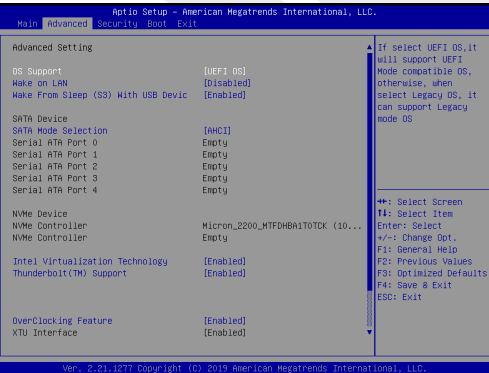 Aptio Setup – American Megatrends International, LLC.
Main Advanced Security Boot Exit
Advanced Setting
OS Support [UEFI OS]
Wake on LAN [Disabled]
Wake From Sleep (S3) With USB Devic [Enabled]
SATA Device
SATA Mode Selection [AHCI]
Serial ATA Port 0 Empty
Serial ATA Port 1 Empty
Serial ATA Port 2 Empty
Serial ATA Port 3 Empty
Serial ATA Port 4 Empty
NVMe Device
NVMe Controller Micron_2200_MTFDHBA1T0TCK (10...
NVMe Controller Empty
Intel Virtualization Technology [Enabled]
Thunderbolt(TM) Support [Enabled]
OverClocking Feature [Enabled]
XTU Interface [Enabled]
If select UEFI OS,it
will support UEFI
Mode compatible OS,
otherwise, when
select Legacy OS, it
can support Legacy
mode OS
→←: Select Screen
↑↓: Select Item
Enter: Select
+/-: Change Opt.
F1: General Help
F2: Previous Values
F3: Optimized Defaults
F4: Save & Exit
ESC: Exit
Ver. 2.21.1277 Copyright (C) 2019 American Megatrends International, LLC.